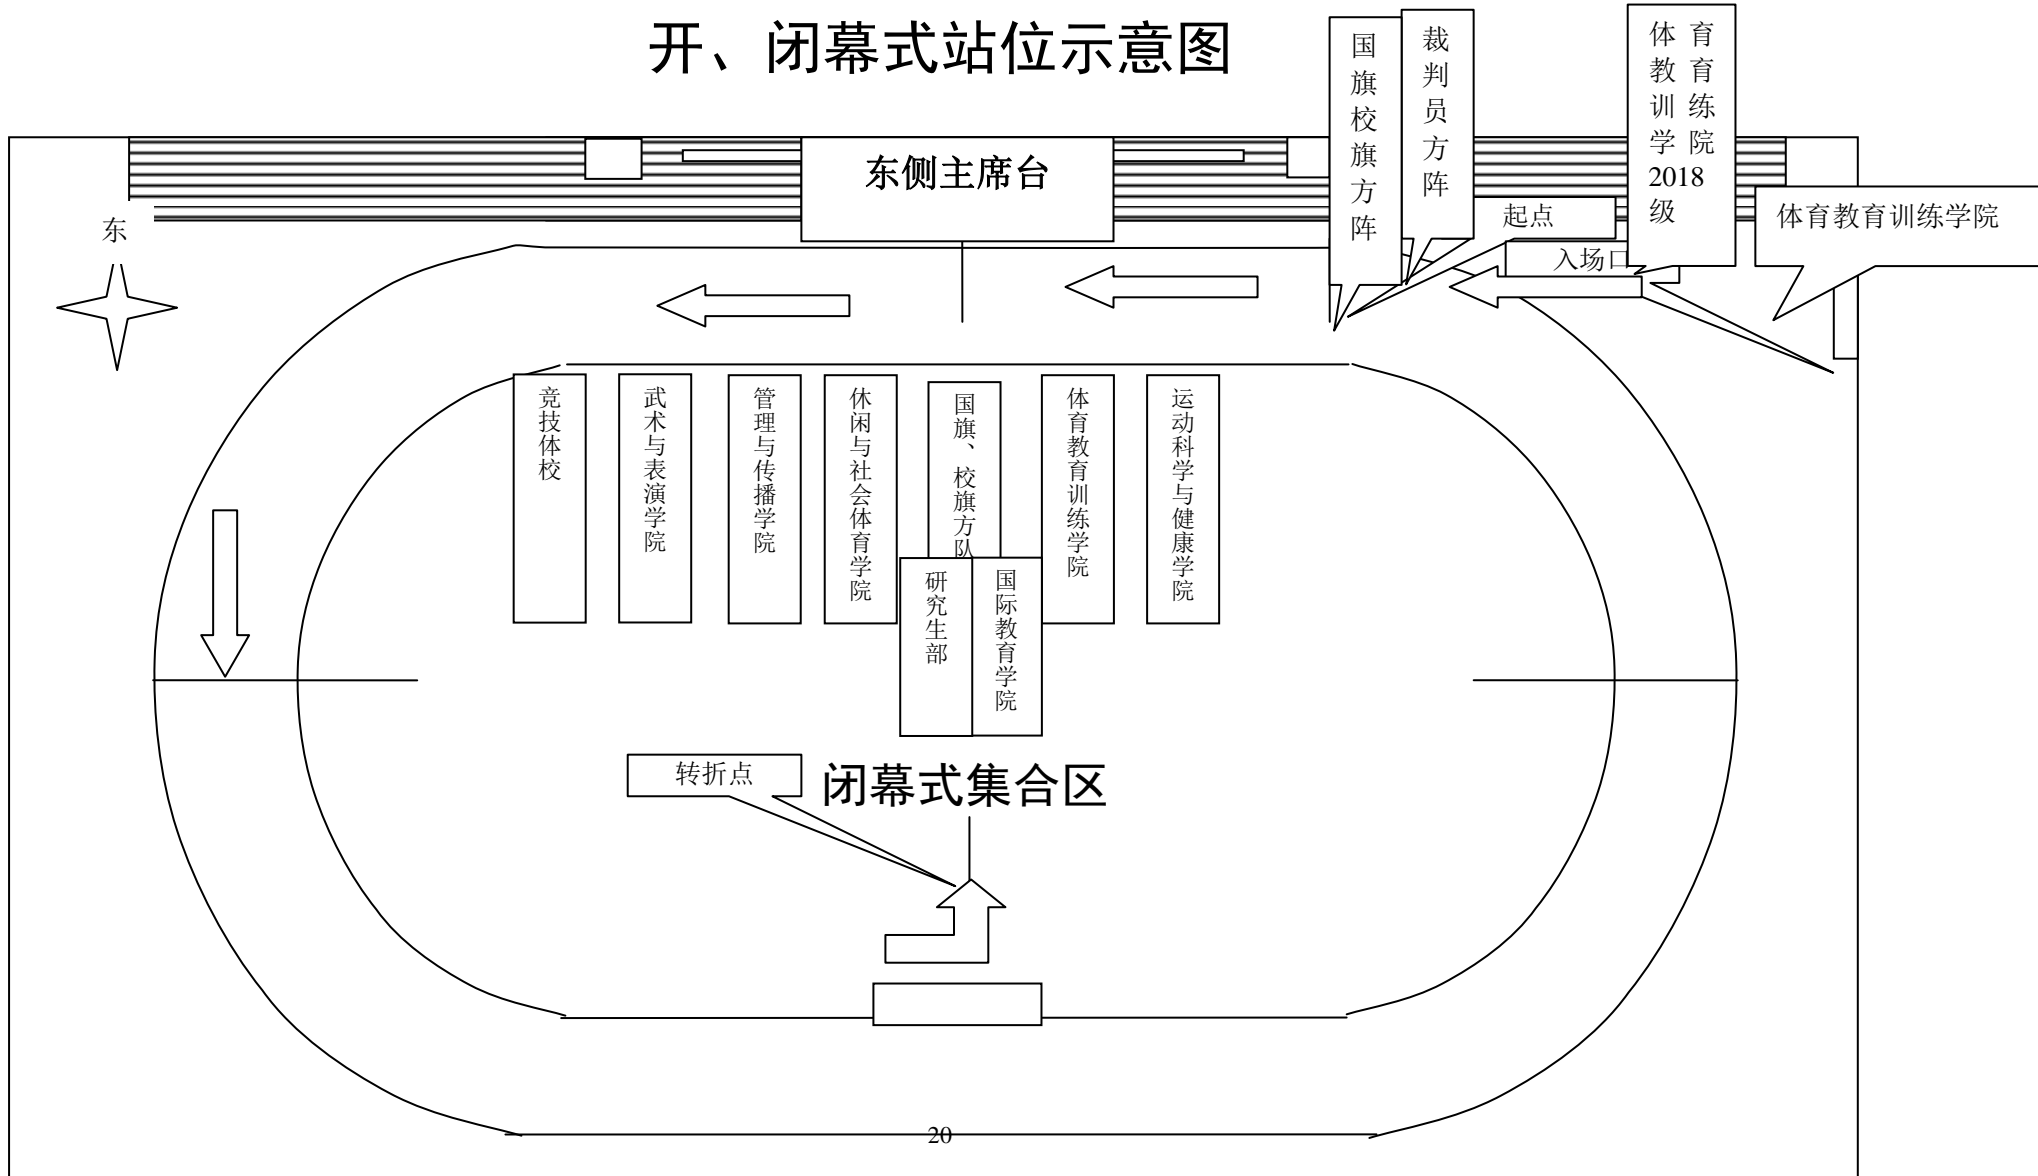 开、闭幕式站位示意图
国旗校旗方阵
裁判员方阵
体育
教育
训练
学院
2018
级
东侧主席台
起点
体育教育训练学院
东
入场口
竞技体校
武术与表演学院
管理与传播学院
休闲与社会体育学院
国旗、校旗方队
体育教育训练学院
运动科学与健康学院
研究生部
国际教育学院
转折点
闭幕式集合区
20